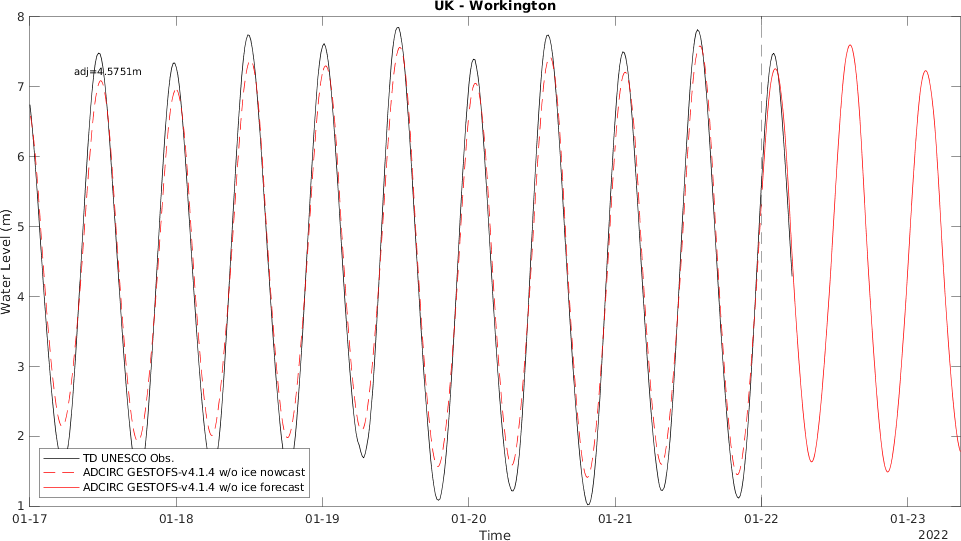 UK - Workington
8
7
6
5
4
3
2
1
Water Level (m)
adj=4.5751m
TD UNESCO Obs.
ADCIRC GESTOFS-v4.1.4 w/o ice nowcast
ADCIRC GESTOFS-v4.1.4 w/o ice forecast
01-17 01-18 01-19 01-20 01-21 01-22 01-23
Time
2022